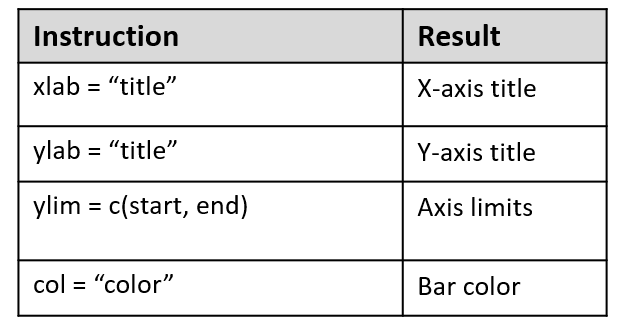 Instruction Result
xlab = “title” X-axis title
ylab = “title” Y-axis title
ylim = c(start, end) Axis limits
col = “color” Bar color